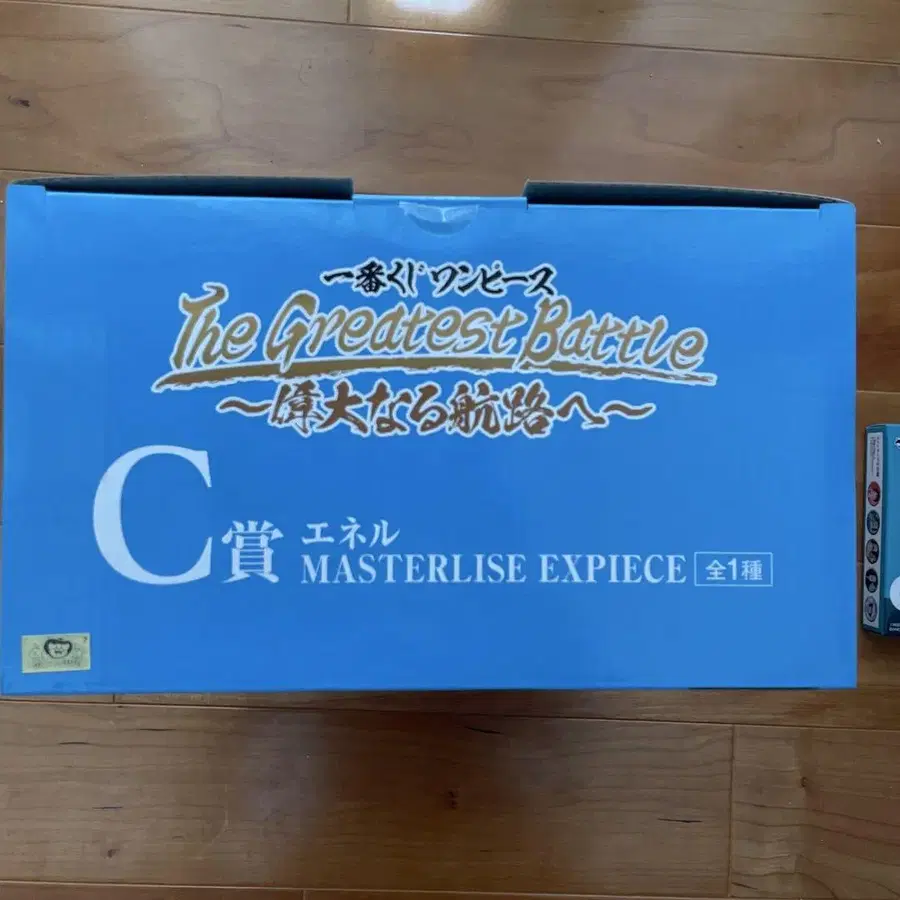 一番くじ ワンピース
The Greatest Battle
〜偉大なる航路へ〜
C賞
エネル
MASTERLISE EXPIECE 全1種